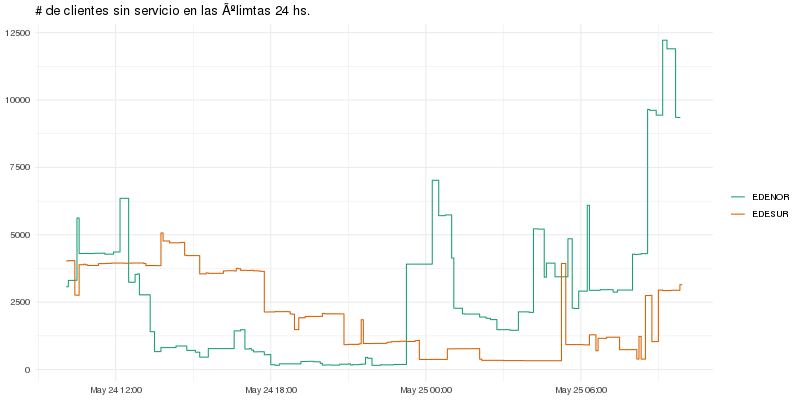 # de clientes sin servicio en las Ãºlimtas 24 hs.
12500
10000
7500
5000
2500
0
May 24 12:00
May 24 18:00
May 25 00:00
May 25 06:00
EDENOR
EDESUR